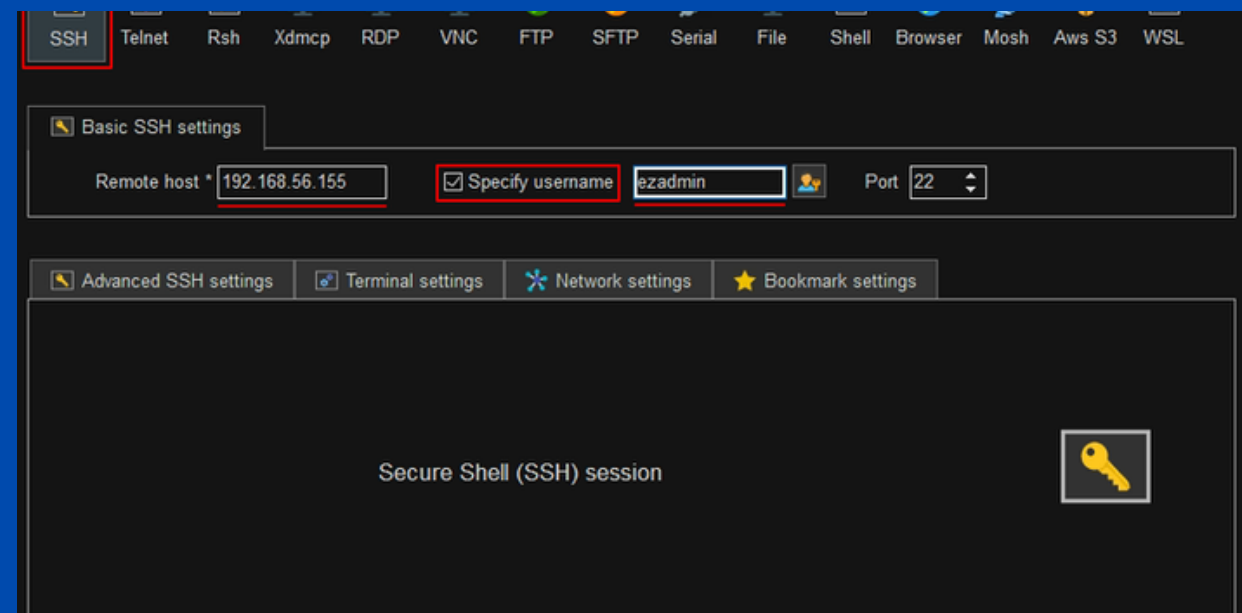 SSH Telnet Rsh Xdmcp RDP VNC FTP SFTP Serial File Shell Browser Mosh Aws S3 WSL
Basic SSH settings
Remote host * 192.168.56.155 Specify username ezadmin Port 22
Advanced SSH settings Terminal settings Network settings Bookmark settings
Secure Shell (SSH) session